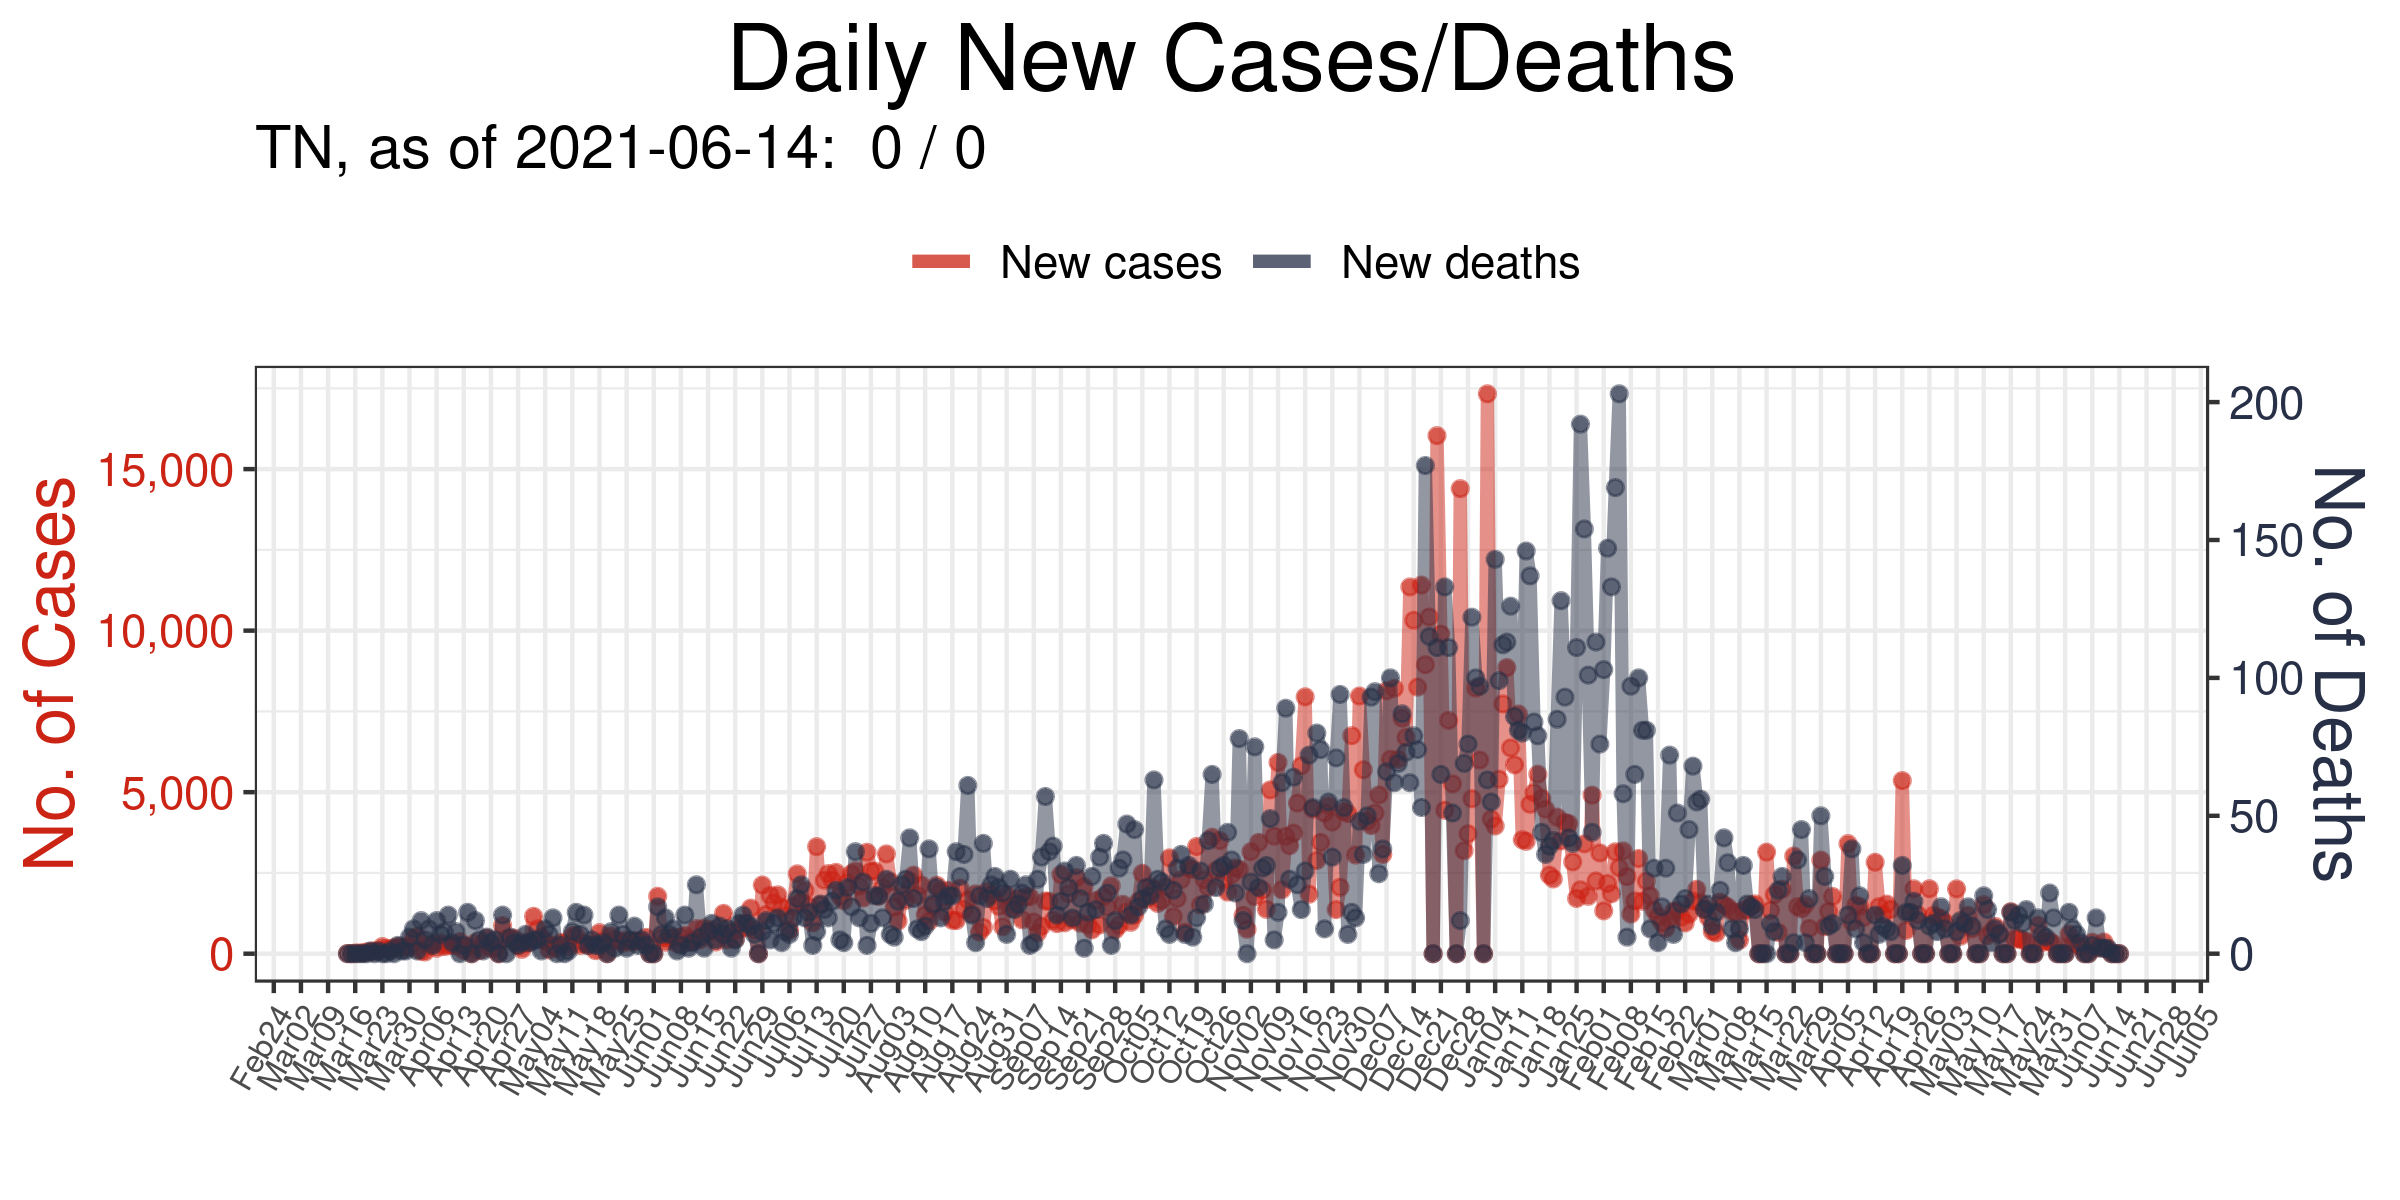 Daily New Cases/Deaths
TN, as of 2021-06-14: 0 / 0
New cases
New deaths
No. of Cases
15,000
10,000
5,000
0
200
150
100
50
0
No. of Deaths
Feb24
Mar02
Mar09
Mar16
Mar23
Mar30
Apr06
Apr13
Apr20
Apr27
May04
May11
May18
May25
Jun01
Jun08
Jun15
Jun22
Jun29
Jul06
Jul13
Jul20
Jul27
Aug03
Aug10
Aug17
Aug24
Aug31
Sep07
Sep14
Sep21
Sep28
Oct05
Oct12
Oct19
Oct26
Nov02
Nov09
Nov16
Nov23
Nov30
Dec07
Dec14
Dec21
Dec28
Dec04
Jan11
Jan18
Jan25
Feb01
Feb08
Feb15
Feb22
Mar01
Mar08
Mar15
Mar22
Mar29
Apr05
Apr12
Apr19
Apr26
May03
May10
May17
May24
May31
May07
Jun14
Jun21
Jun28
Jul05